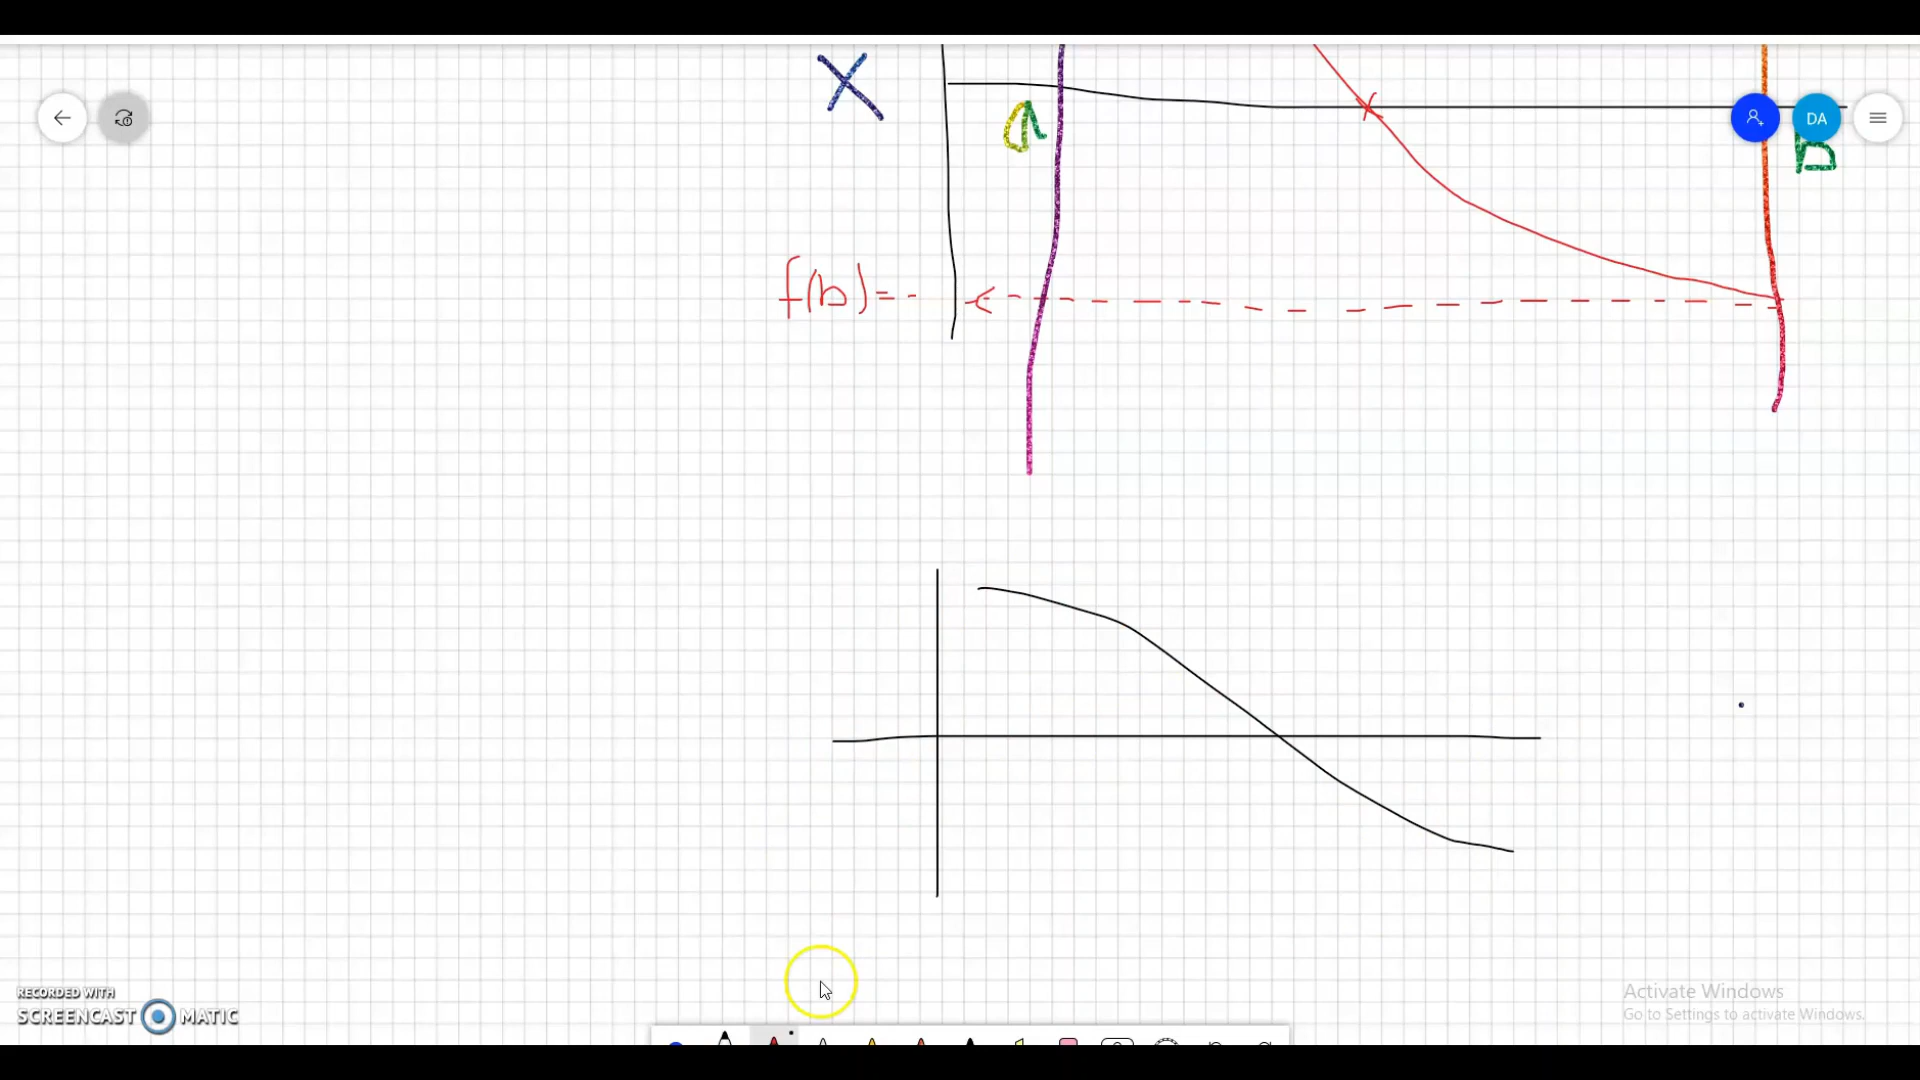 X
a
DA
b
f(b)=
RECORDED WITH
SCREENCAST MATIC
Activate Windows
Go to Settings to activate Windows.